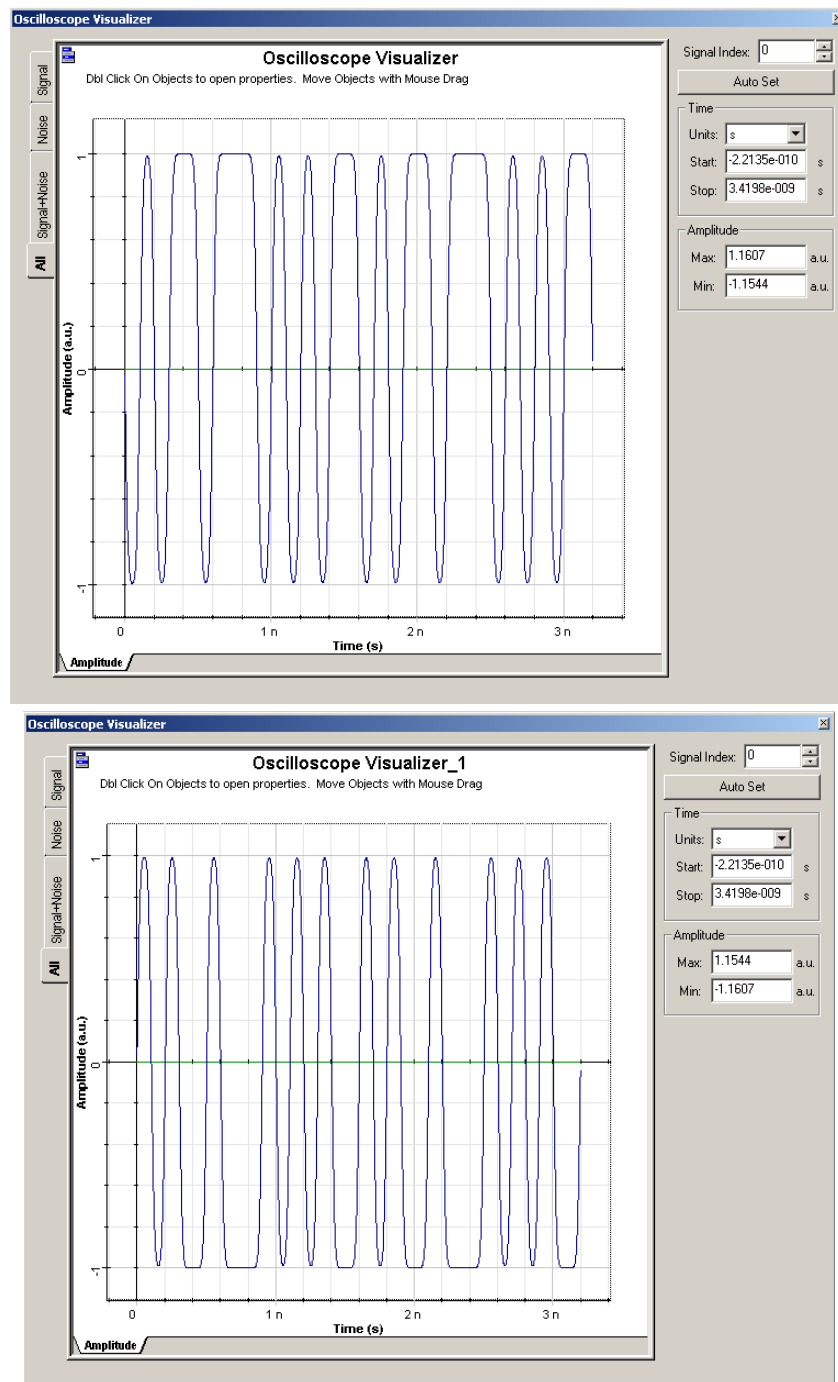 Oscilloscope Visualizer
Oscilloscope Visualizer
Dbl Click On Objects to open properties.  Move Objects with Mouse Drag
Signal
Noise
Signal+Noise
All
Amplitude (a.u.)
1
0
-1
0
1 n
2 n
3 n
Time (s)
Amplitude
Signal Index: 0
Auto Set
Time
Units: s
Start: -2.2135e-010 s
Stop: 3.4198e-009 s
Amplitude
Max: 1.1607 a.u.
Min: -1.1544 a.u.
Oscilloscope Visualizer
Oscilloscope Visualizer_1
Dbl Click On Objects to open properties.  Move Objects with Mouse Drag
Signal
Noise
Signal+Noise
All
Amplitude (a.u.)
1
0
-1
0
1 n
2 n
3 n
Time (s)
Amplitude
Signal Index: 0
Auto Set
Time
Units: s
Start: -2.2135e-010 s
Stop: 3.4198e-009 s
Amplitude
Max: 1.1544 a.u.
Min: -1.1607 a.u.